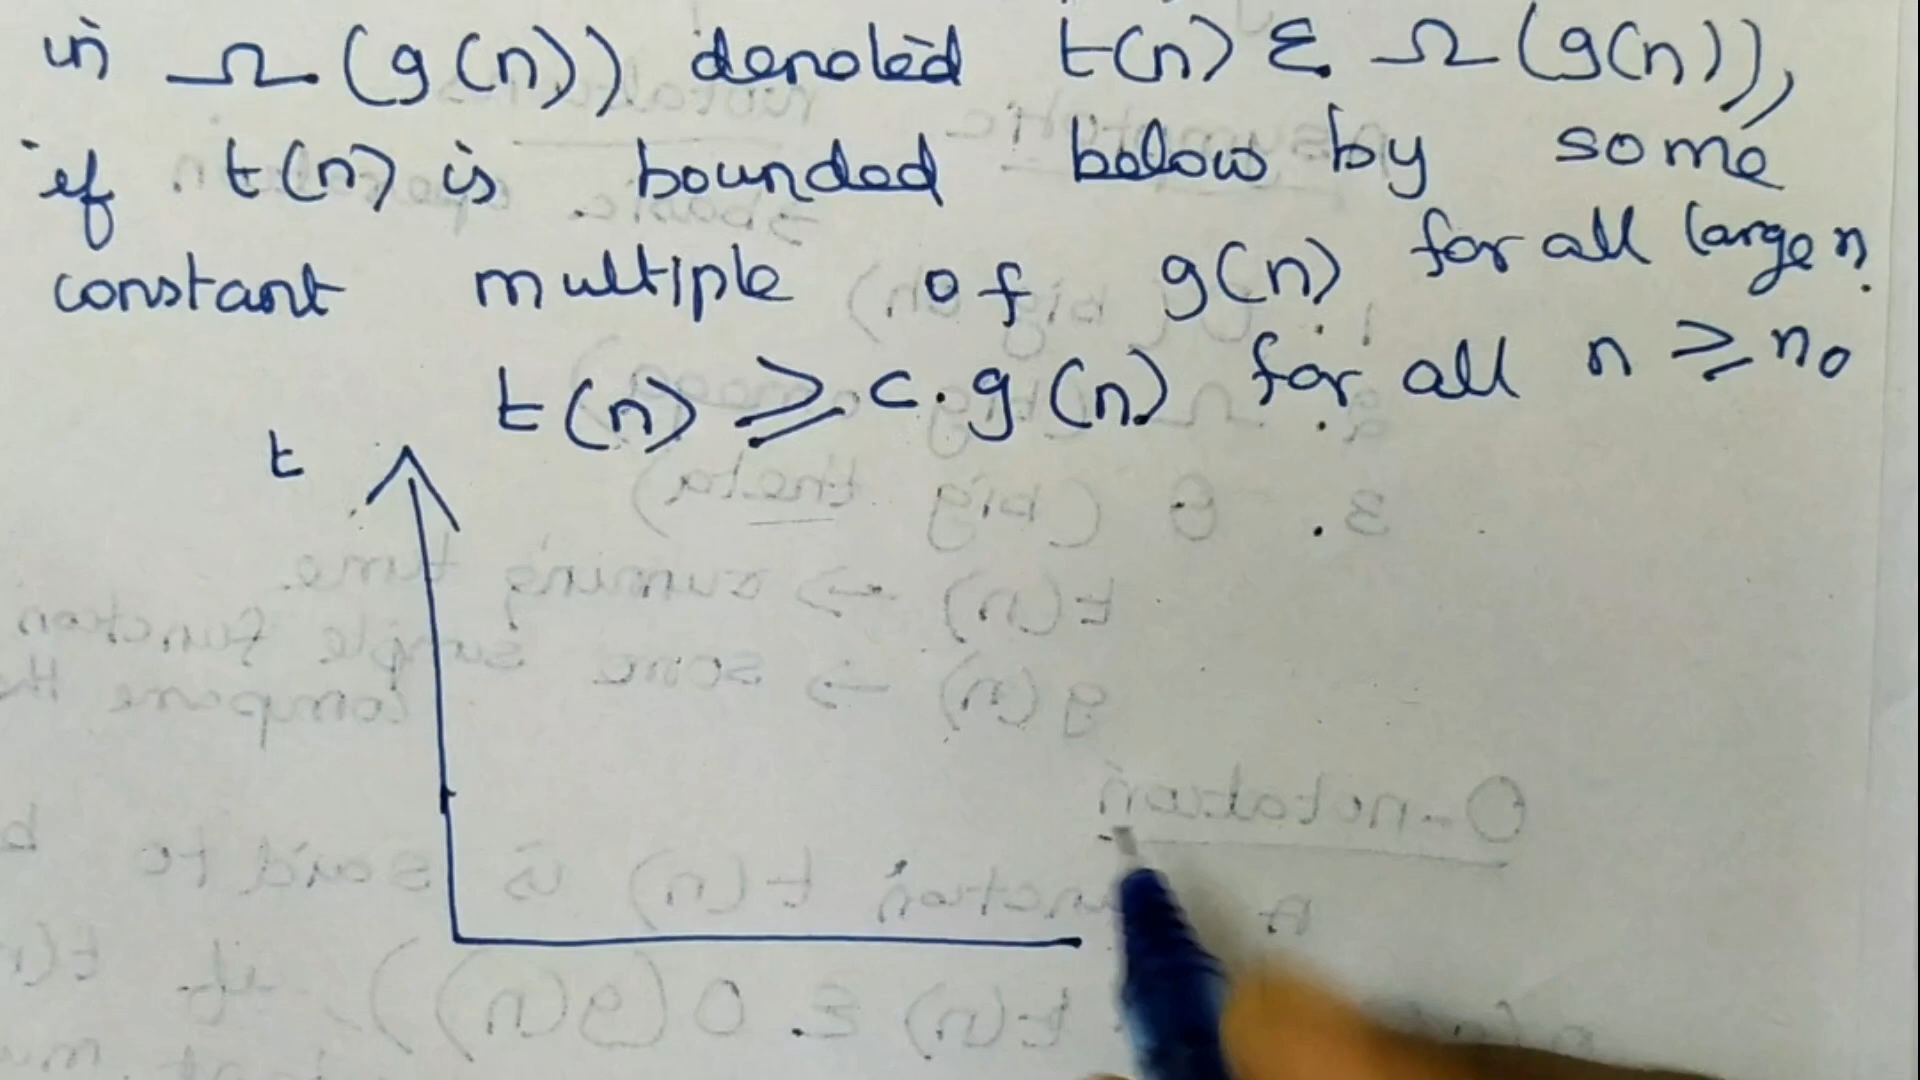 in Ω (g(n)) denoted t(n) Ɛ Ω (g(n)),
if t(n) is bounded below by some
constant multiple of g(n) for all large n.
t(n) ≥ c.g(n) for all n ≥ n₀
t